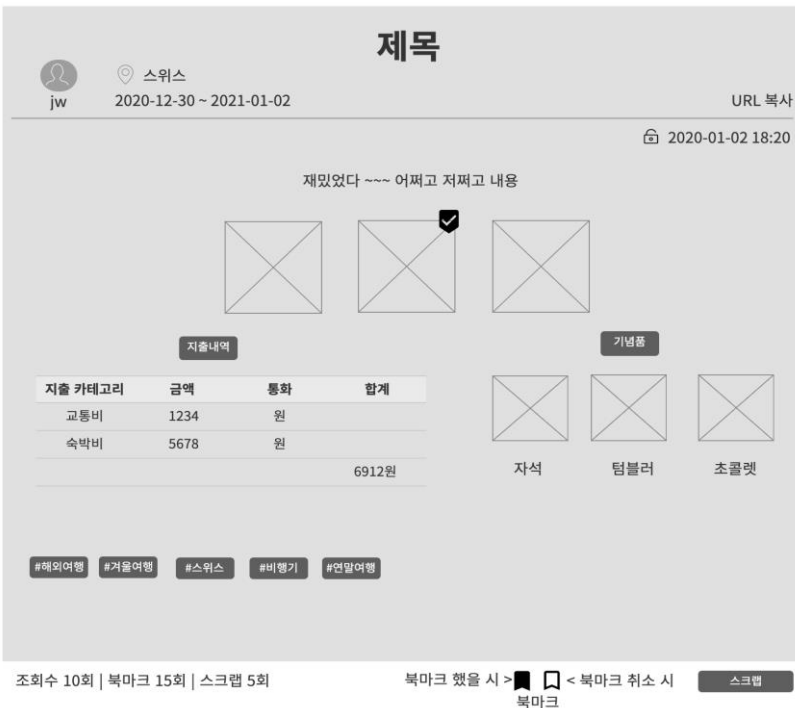 제목
스위스
jw 2020-12-30 ~ 2021-01-02 URL 복사
2020-01-02 18:20
재밌었다 ~~~ 어쩌고 저쩌고 내용
지출내역
기념품
지출 카테고리 금액 통화 합계
교통비 1234 원
숙박비 5678 원
6912원
자석 텀블러 초콜렛
#해외여행 #겨울여행 #스위스 #비행기 #연말여행
조회수 10회 | 북마크 15회 | 스크랩 5회 북마크 했을 시 > < 북마크 취소 시 스크랩
북마크